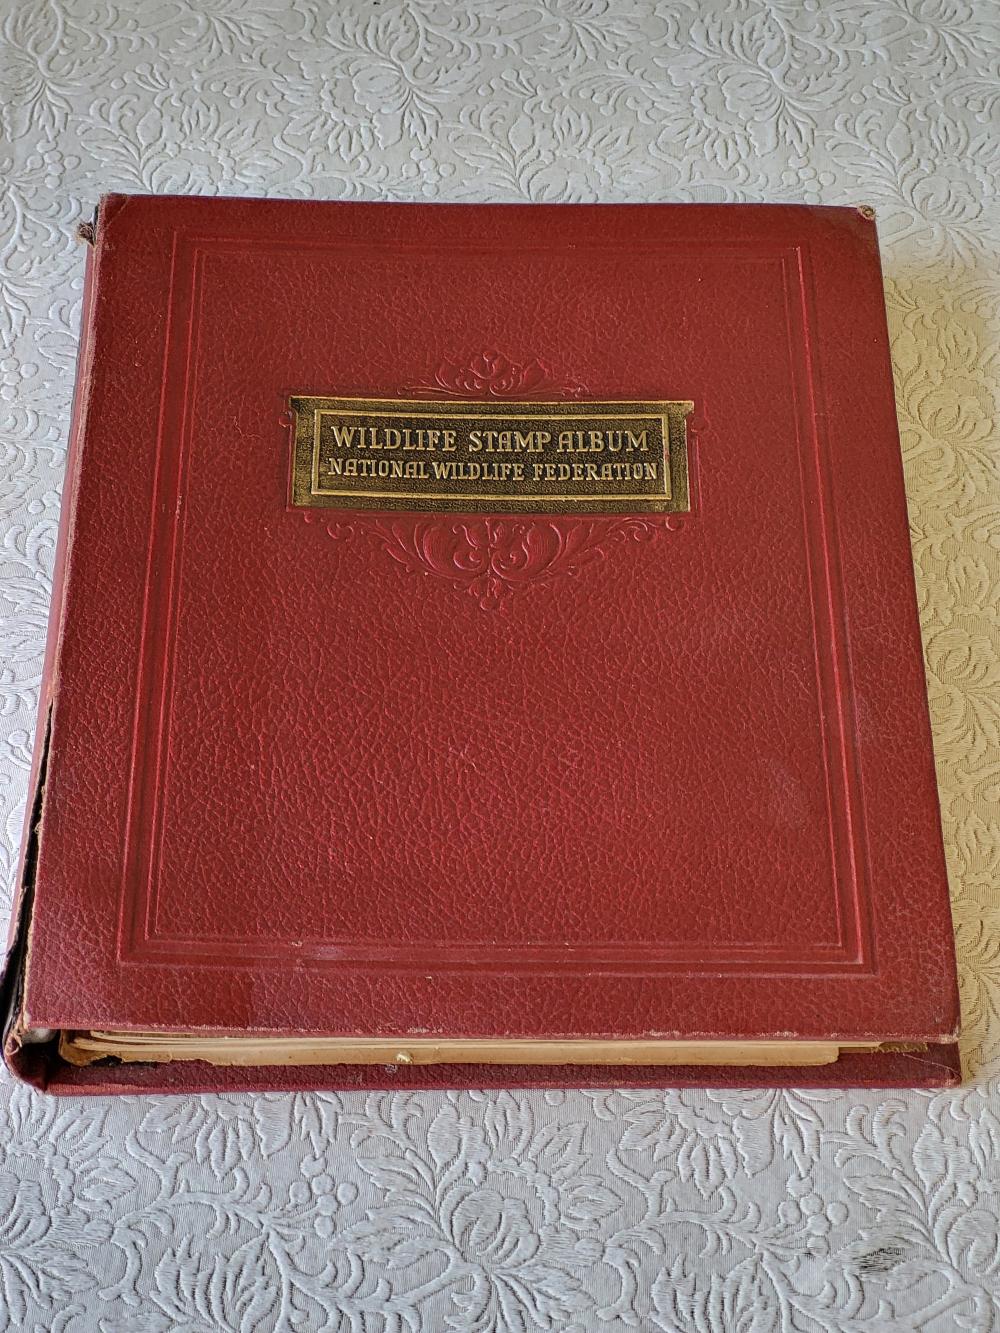 WILDLIFE STAMP ALBUM
NATIONAL WILDLIFE FEDERATION